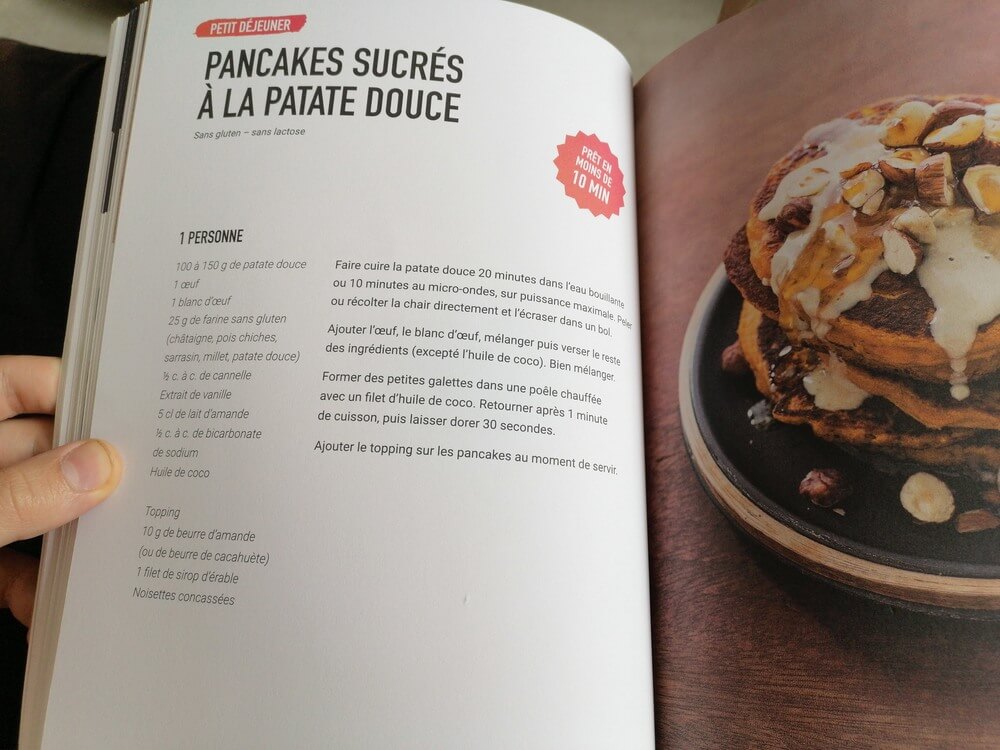 PETIT DÉJEUNER
PANCAKES SUCRÉS
À LA PATATE DOUCE
Sans gluten – sans lactose
PRÊT EN
MOINS DE
10 MIN
1 PERSONNE
100 à 150 g de patate douce
1 œuf
1 blanc d'œuf
25 g de farine sans gluten
(châtaigne, pois chiches,
sarrasin, millet, patate douce)
½ c. à c. de cannelle
Extrait de vanille
5 cl de lait d'amande
½ c. à c. de bicarbonate
de sodium
Huile de coco
Topping
10 g de beurre d'amande
(ou de beurre de cacahuète)
1 filet de sirop d'érable
Noisettes concassées
Faire cuire la patate douce 20 minutes dans l'eau bouillante
ou 10 minutes au micro-ondes, sur puissance maximale. Peler
ou récolter la chair directement et l'écraser dans un bol.
Ajouter l'œuf, le blanc d'œuf, mélanger puis verser le reste
des ingrédients (excepté l'huile de coco). Bien mélanger.
Former des petites galettes dans une poêle chauffée
avec un filet d'huile de coco. Retourner après 1 minute
de cuisson, puis laisser dorer 30 secondes.
Ajouter le topping sur les pancakes au moment de servir.